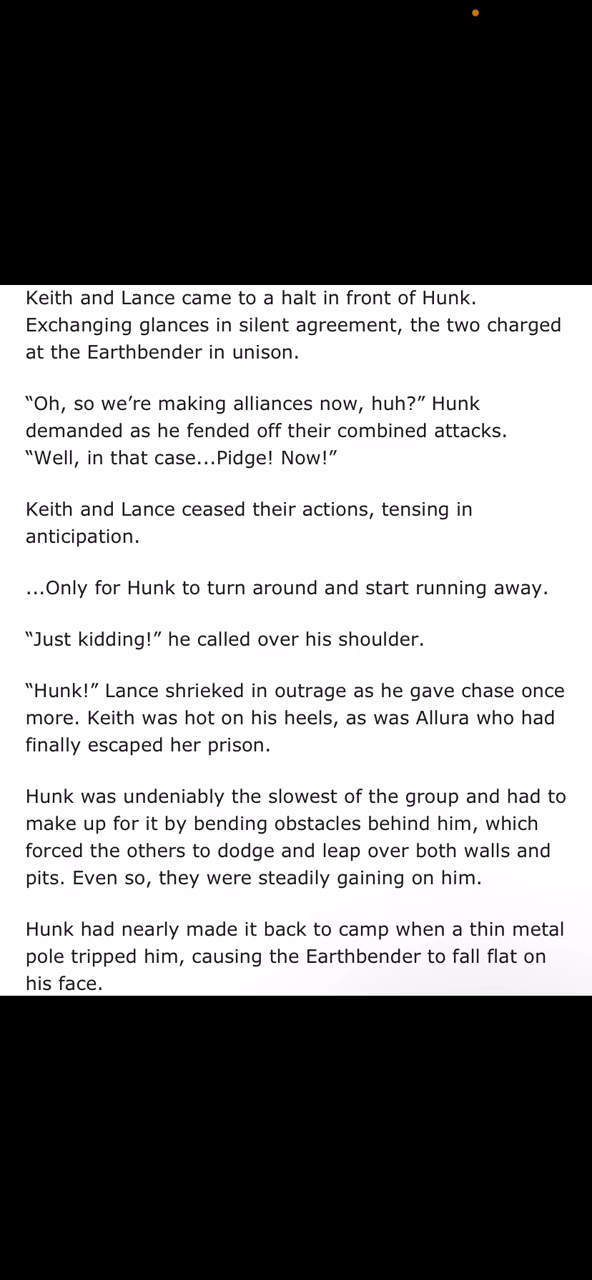 Keith and Lance came to a halt in front of Hunk.
Exchanging glances in silent agreement, the two charged
at the Earthbender in unison.
“Oh, so we’re making alliances now, huh?” Hunk
demanded as he fended off their combined attacks.
“Well, in that case...Pidge! Now!”
Keith and Lance ceased their actions, tensing in
anticipation.
...Only for Hunk to turn around and start running away.
“Just kidding!” he called over his shoulder.
“Hunk!” Lance shrieked in outrage as he gave chase once
more. Keith was hot on his heels, as was Allura who had
finally escaped her prison.
Hunk was undeniably the slowest of the group and had to
make up for it by bending obstacles behind him, which
forced the others to dodge and leap over both walls and
pits. Even so, they were steadily gaining on him.
Hunk had nearly made it back to camp when a thin metal
pole tripped him, causing the Earthbender to fall flat on
his face.